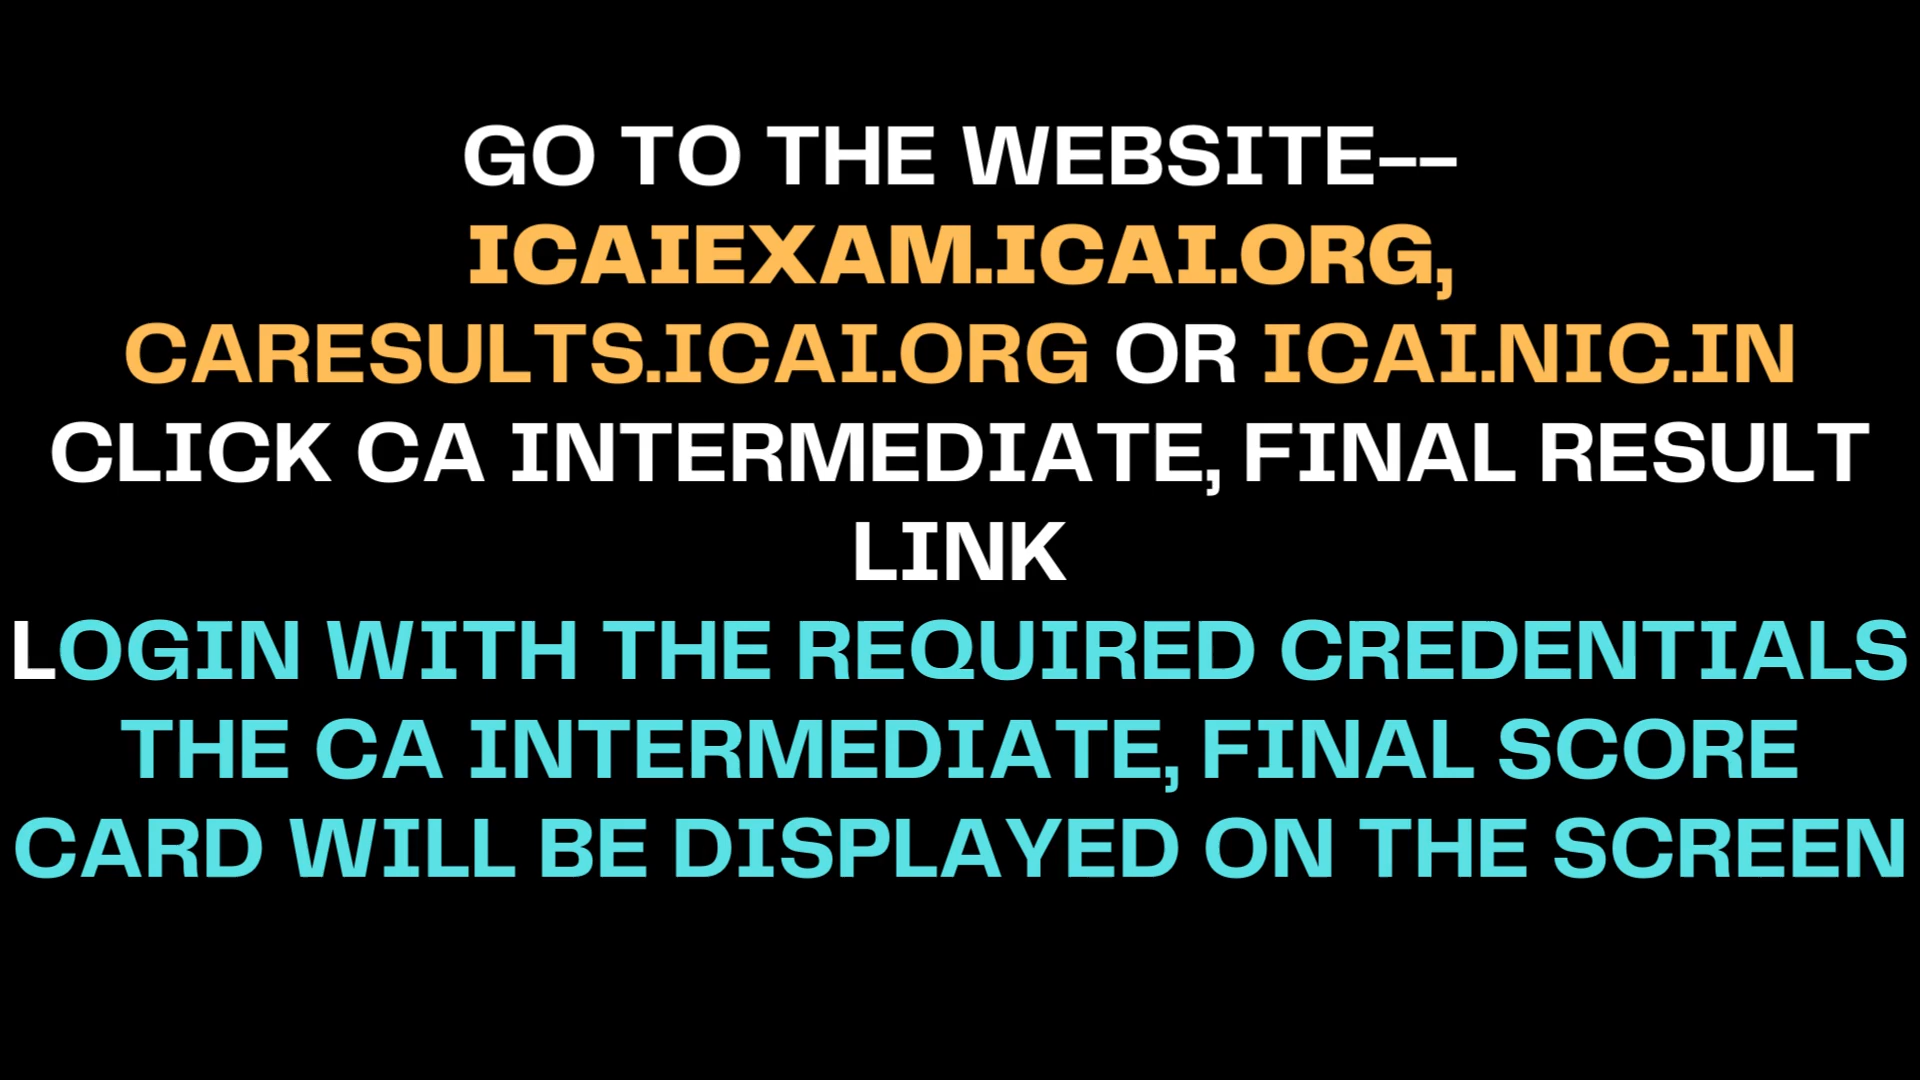 GO TO THE WEBSITE--
ICAIEXAM.ICAI.ORG,
CARESULTS.ICAI.ORG OR ICAI.NIC.IN
CLICK CA INTERMEDIATE, FINAL RESULT
LINK
LOGIN WITH THE REQUIRED CREDENTIALS
THE CA INTERMEDIATE, FINAL SCORE
CARD WILL BE DISPLAYED ON THE SCREEN